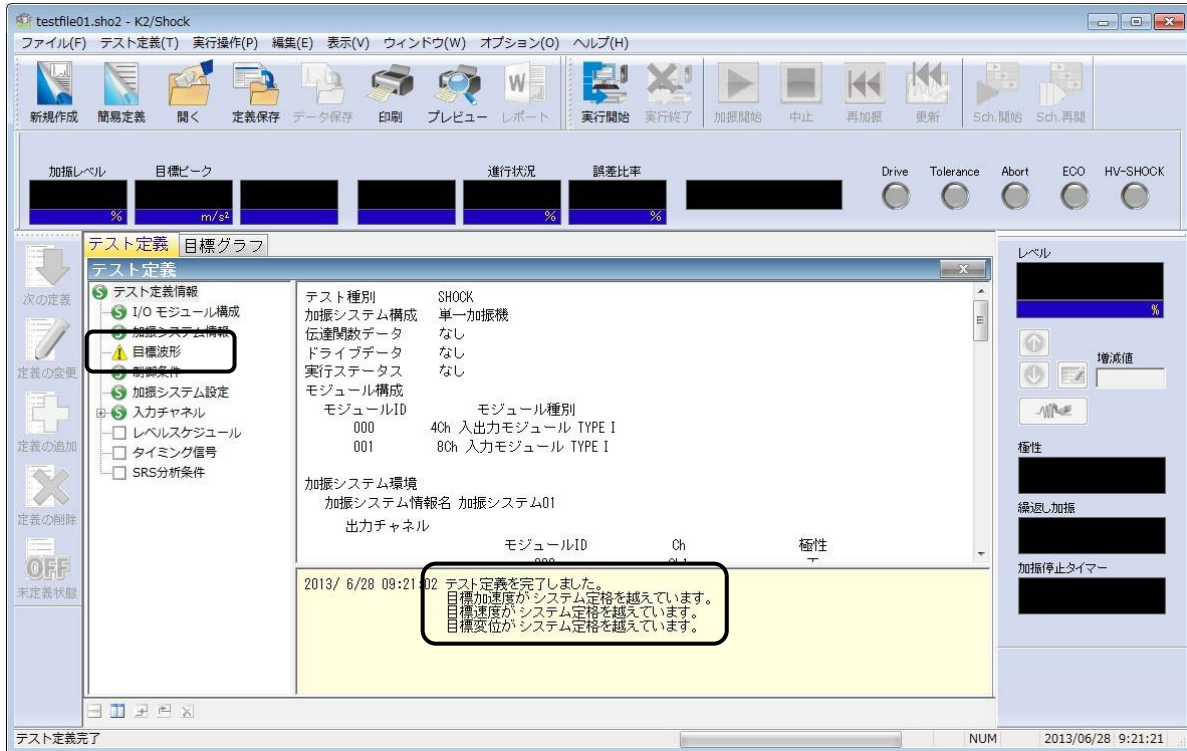 testfile01.sho2 - K2/Shock
ファイル(F) テスト定義(T) 実行操作(P) 編集(E) 表示(V) ウィンドウ(W) オプション(O) ヘルプ(H)
新規作成 簡易定義 開く 定義保存 データ保存 印刷 プレビュー レポート 実行開始 実行終了 加振開始 中止 再加振 更新 Sch.開始 Sch.再開
加振レベル 目標ピーク 進行状況 誤差比率 Drive Tolerance Abort ECO HV-SHOCK
% m/s² % %
テスト定義 目標グラフ
テスト定義
次の定義
定義の変更
定義の追加
定義の削除
OFF
未定義状態
テスト定義情報
I/O モジュール構成
加振システム情報
目標波形
制御条件
加振システム設定
入力チャネル
レベルスケジュール
タイミング信号
SRS分析条件
テスト種別 SHOCK
加振システム構成 単一加振機
伝達関数データ なし
ドライブデータ なし
実行ステータス なし
モジュール構成
モジュールID モジュール種別
000 4Ch 入出力モジュール TYPE I
001 8Ch 入力モジュール TYPE I
加振システム環境
加振システム情報名 加振システム01
出力チャネル
モジュールID Ch 極性
2013/ 6/28 09:21:02 テスト定義を完了しました。
目標加速度がシステム定格を越えています。
目標速度がシステム定格を越えています。
目標変位がシステム定格を越えています。
レベル
%
増減値
極性
繰返し加振
加振停止タイマー
テスト定義完了 NUM 2013/06/28 9:21:21